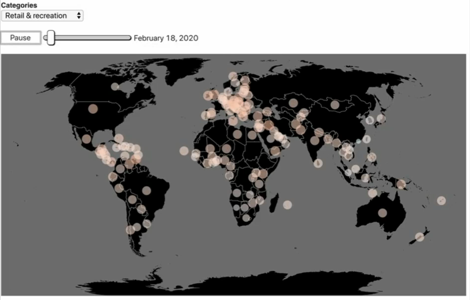 Categories
Retail & recreation
Pause
February 18, 2020